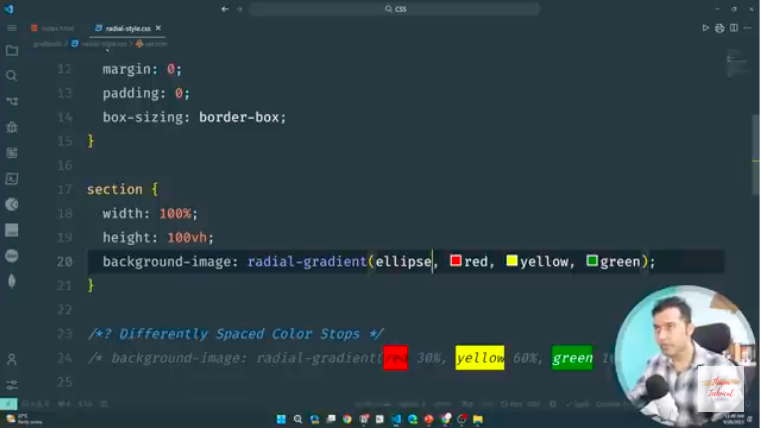 CSS
index.html
radial-style.css ×
gradients > radial-style.css > section
12 margin: 0;
13 padding: 0;
14 box-sizing: border-box;
15 }
16
17 section {
18 width: 100%;
19 height: 100vh;
20 background-image: radial-gradient(ellipse, red, yellow, green);
21 }
22
23 /*? Differently Spaced Color Stops */
24 /* background-image: radial-gradient(red 30%, yellow 60%, green 1
25
Thapa
Technical